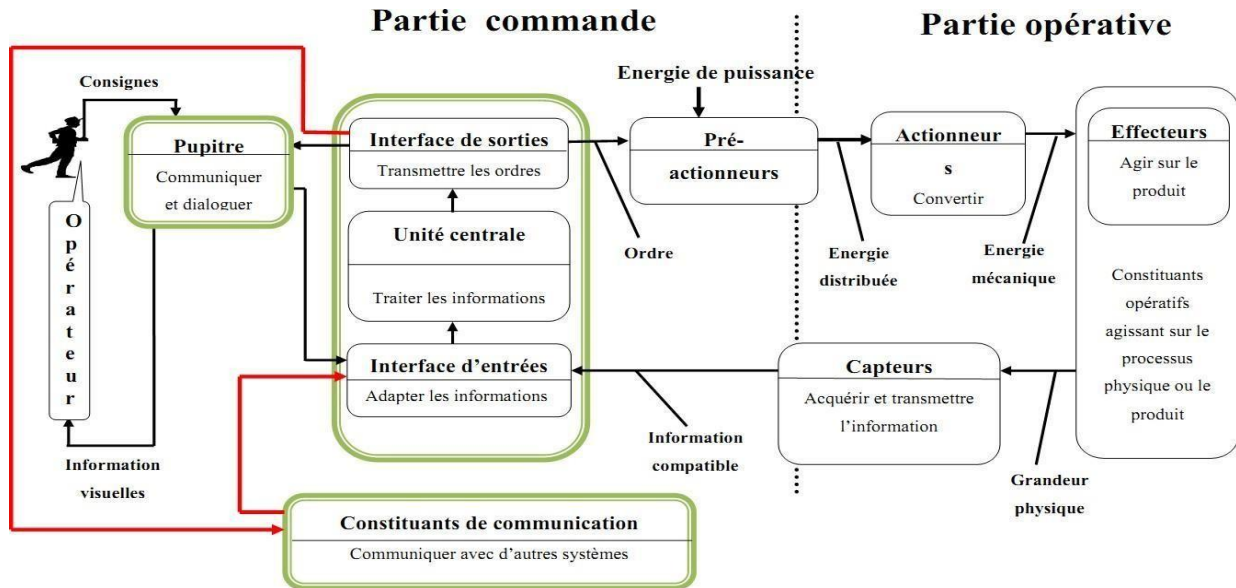 Partie commande
Partie opérative
Consignes
Energie de puissance
Pupitre
Communiquer
et dialoguer
Interface de sorties
Transmettre les ordres
Pré-
actionneurs
Actionneur
s
Convertir
Effecteurs
Agir sur le
produit
Opérateur
Unité centrale
Traiter les informations
Ordre
Energie
distribuée
Energie
mécanique
Constituants
opératifs
agissant sur le
processus
physique ou le
produit
Interface d’entrées
Adapter les informations
Capteurs
Acquérir et transmettre
l’information
Information
visuelles
Information
compatible
Grandeur
physique
Constituants de communication
Communiquer avec d’autres systèmes